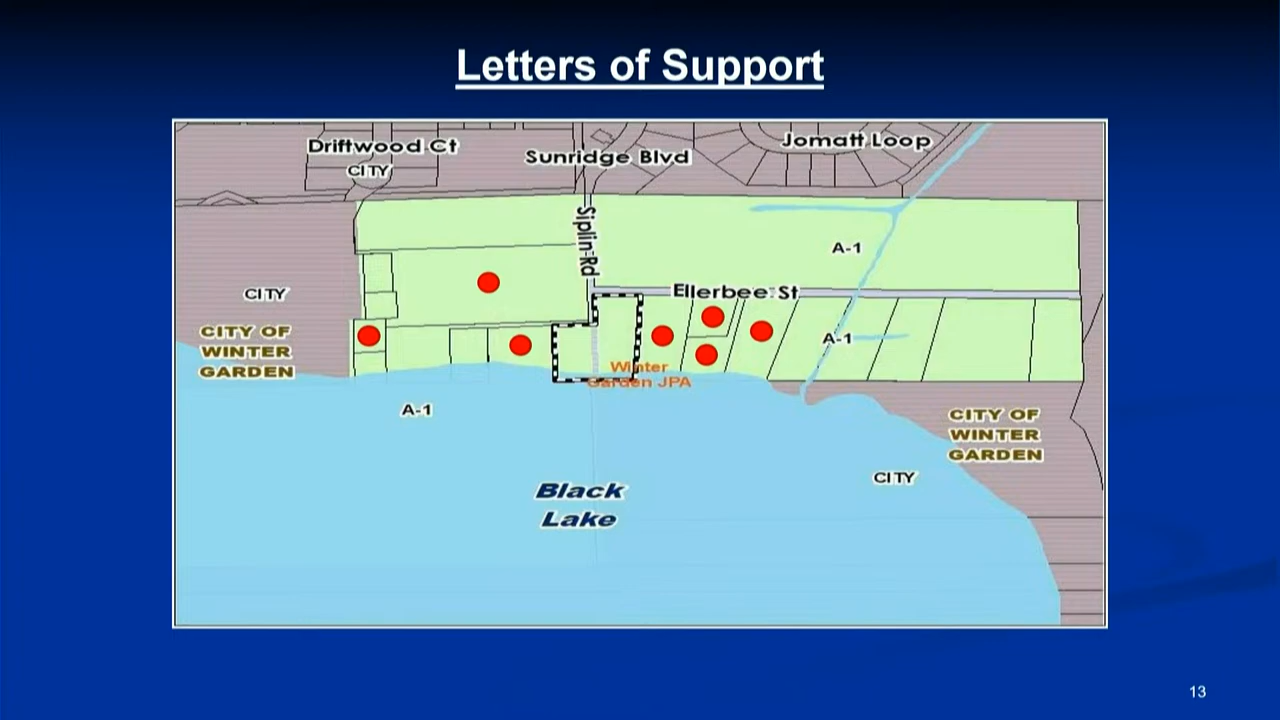 Letters of Support
Driftwood Ct
CITY
Sunridge Blvd
Jomatt Loop
Siplin Rd
A-1
CITY
Ellerbee St
CITY OF
WINTER
GARDEN
A-1
Winter
Garden JPA
A-1
CITY OF
WINTER
GARDEN
CITY
Black
Lake
13